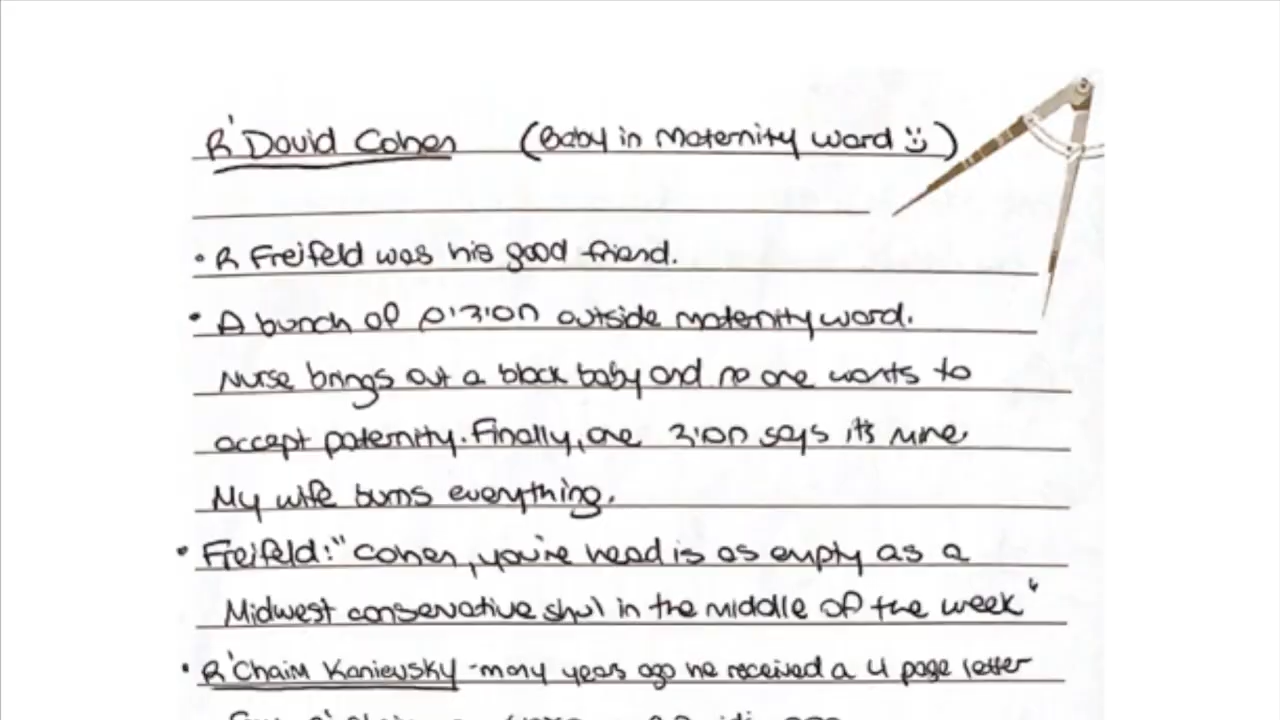 R' David Cohen (Baby in Maternity Ward
• R Freifeld was his good friend.
• A bunch of חסידים outside maternity ward.
Nurse brings out a black baby and no one wants to
accept paternity. Finally, one חסיד says it's mine
My wife burns everything.
• Freifeld: "Cohen, you're head is as empty as a
Midwest conservative shul in the middle of the week"
• R' Chaim Kanievsky - many years ago he received a 4 page letter